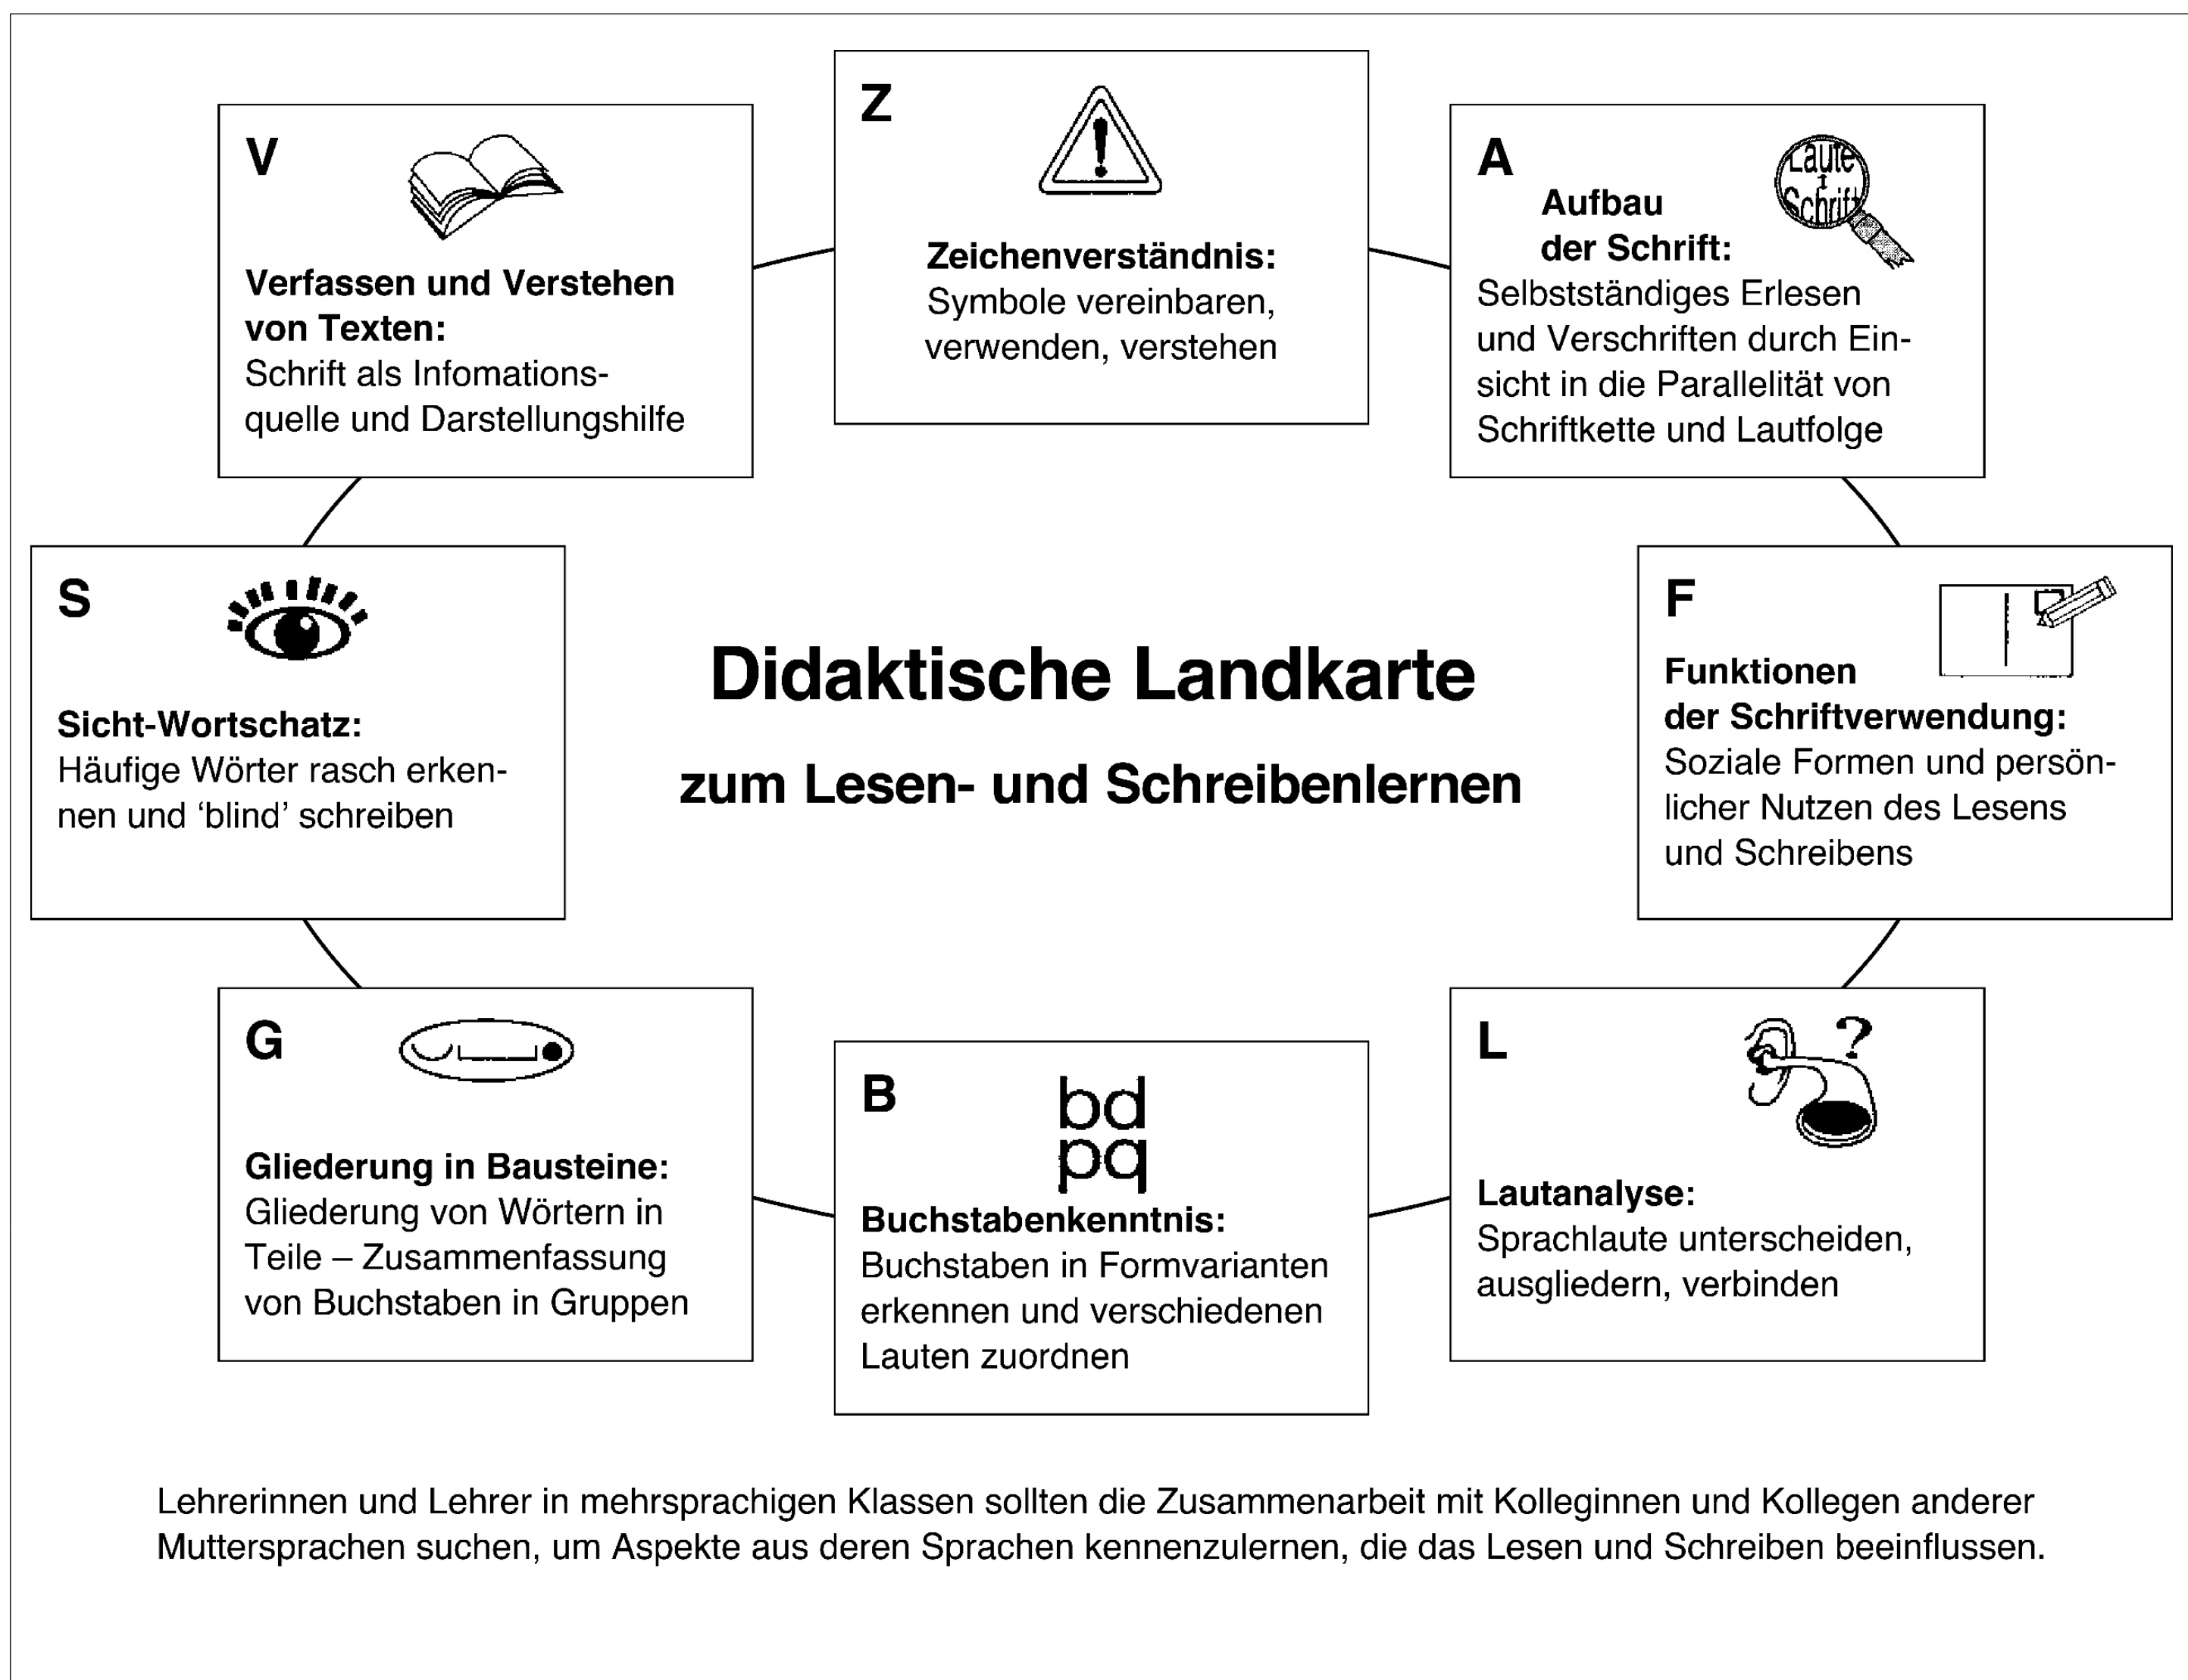 Z
Zeichenverständnis:
Symbole vereinbaren,
verwenden, verstehen
A
Laute
Schrift
Aufbau
der Schrift:
Selbstständiges Erlesen
und Verschriften durch Ein-
sicht in die Parallelität von
Schriftkette und Lautfolge
F
Funktionen
der Schriftverwendung:
Soziale Formen und persön-
licher Nutzen des Lesens
und Schreibens
L
?
Lautanalyse:
Sprachlaute unterscheiden,
ausgliedern, verbinden
B
bd
pq
Buchstabenkenntnis:
Buchstaben in Formvarianten
erkennen und verschiedenen
Lauten zuordnen
G
Gliederung in Bausteine:
Gliederung von Wörtern in
Teile – Zusammenfassung
von Buchstaben in Gruppen
S
Sicht-Wortschatz:
Häufige Wörter rasch erken-
nen und ‘blind’ schreiben
V
Verfassen und Verstehen
von Texten:
Schrift als Infomations-
quelle und Darstellungshilfe
Didaktische Landkarte
zum Lesen- und Schreibenlernen
Lehrerinnen und Lehrer in mehrsprachigen Klassen sollten die Zusammenarbeit mit Kolleginnen und Kollegen anderer
Muttersprachen suchen, um Aspekte aus deren Sprachen kennenzulernen, die das Lesen und Schreiben beeinflussen.